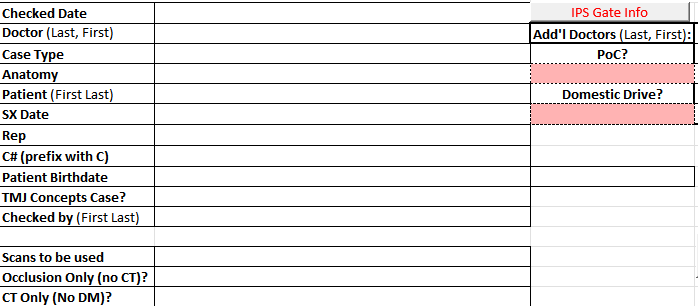 Checked Date
IPS Gate Info
Doctor (Last, First)
Add'l Doctors (Last, First):
Case Type
PoC?
Anatomy
Patient (First Last)
Domestic Drive?
SX Date
Rep
C# (prefix with C)
Patient Birthdate
TMJ Concepts Case?
Checked by (First Last)
Scans to be used
Occlusion Only (no CT)?
CT Only (No DM)?